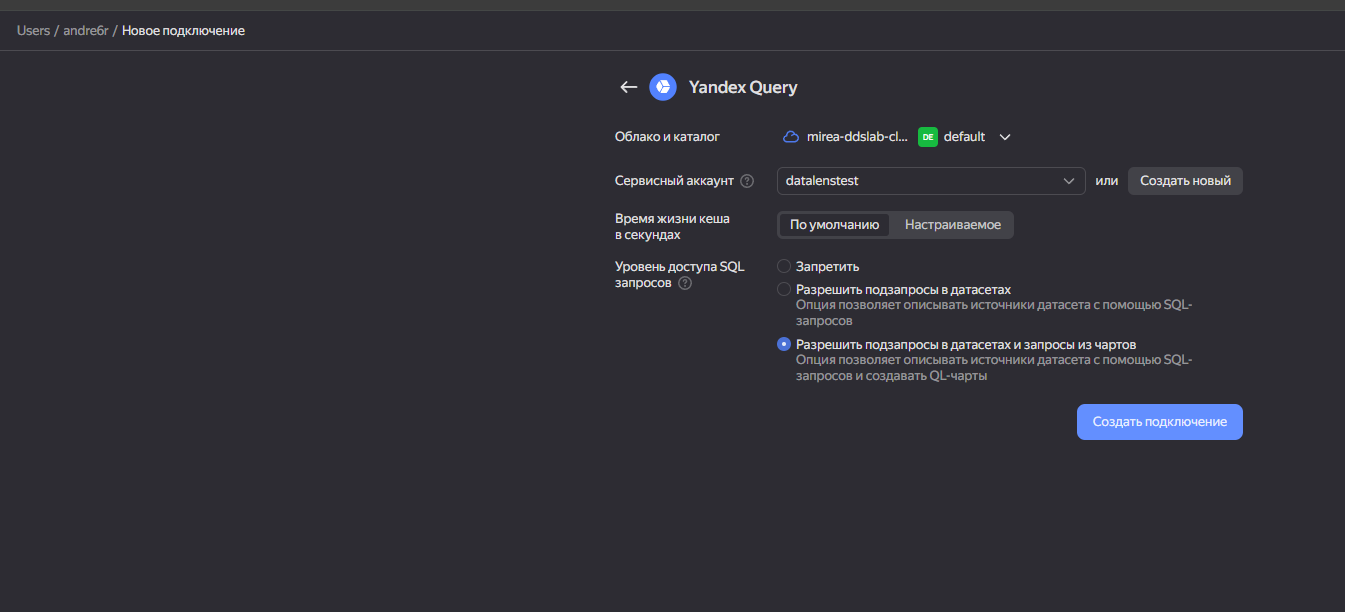 Users / andre6r / Новое подключение
Yandex Query
Облако и каталог
mirea-ddslab-cl... DE default
Сервисный аккаунт ? datalenstest или Создать новый
Время жизни кеша
в секундах
По умолчанию Настраиваемое
Уровень доступа SQL
запросов ?
Запретить
Разрешить подзапросы в датасетах
Опция позволяет описывать источники датасета с помощью SQL-
запросов
Разрешить подзапросы в датасетах и запросы из чартов
Опция позволяет описывать источники датасета с помощью SQL-
запросов и создавать QL-чарты
Создать подключение